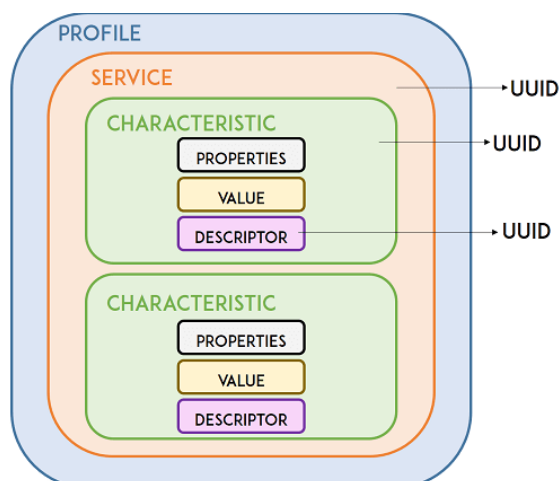 PROFILE
SERVICE
UUID
CHARACTERISTIC
UUID
PROPERTIES
VALUE
DESCRIPTOR
UUID
CHARACTERISTIC
PROPERTIES
VALUE
DESCRIPTOR